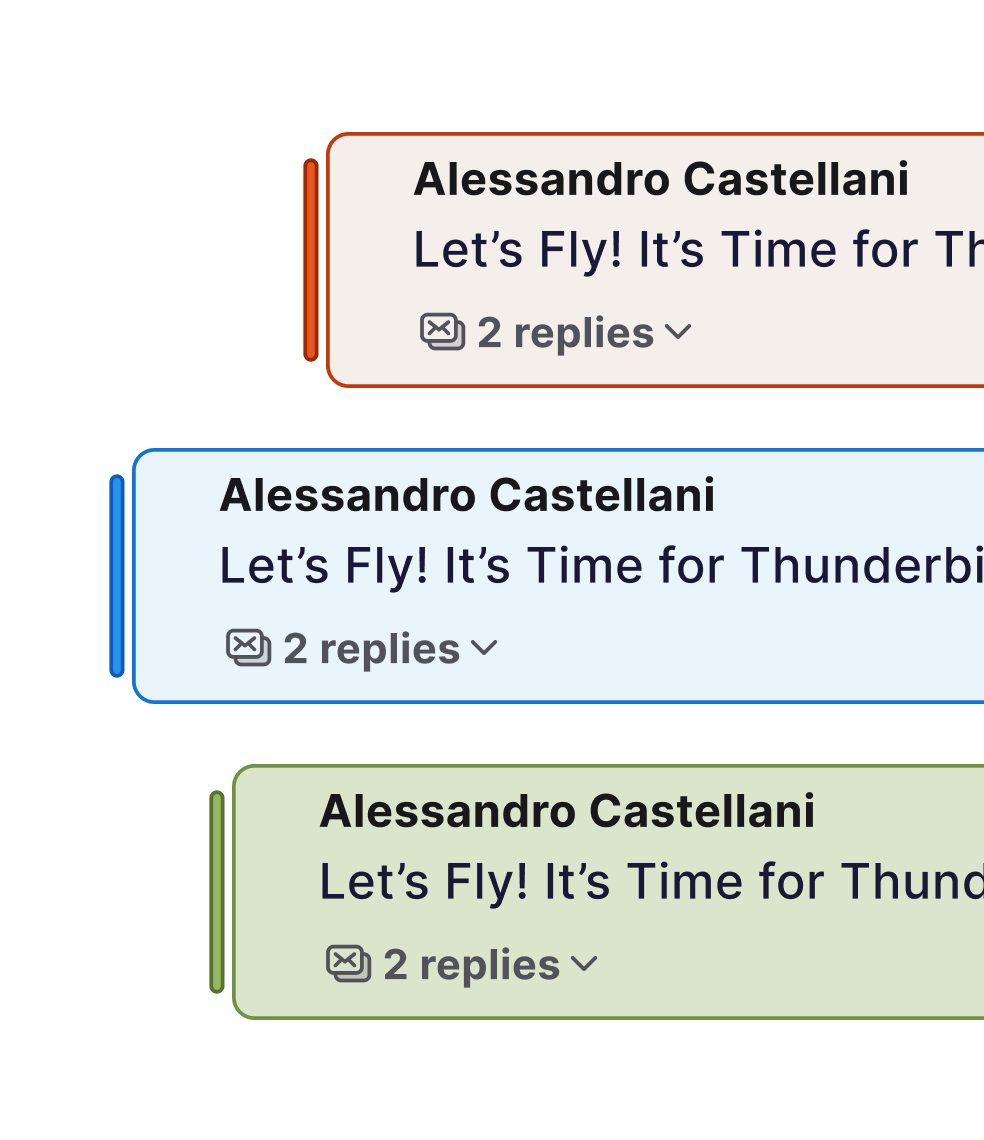 Alessandro Castellani
Let’s Fly! It’s Time for Th
2 replies
Alessandro Castellani
Let’s Fly! It’s Time for Thunderbi
2 replies
Alessandro Castellani
Let’s Fly! It’s Time for Thund
2 replies